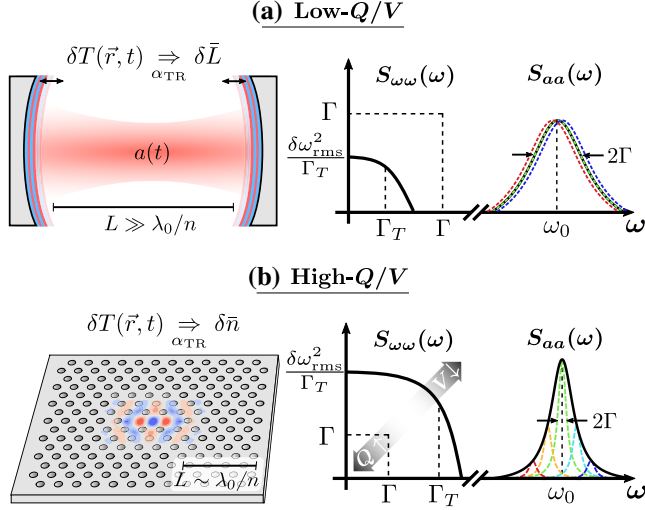 (a) Low-Q/V
δT(r⃗, t) ⇒ δL̄
α_TR
a(t)
L ≫ λ₀/n
S_ωω(ω)
Γ
δω²_rms
Γ_T
Γ_T
Γ
S_aa(ω)
2Γ
ω₀
ω
(b) High-Q/V
δT(r⃗, t) ⇒ δn̄
α_TR
L ∼ λ₀/n
S_ωω(ω)
δω²_rms
Γ_T
Γ
V↓
Q↑
Γ
Γ_T
S_aa(ω)
2Γ
ω₀
ω